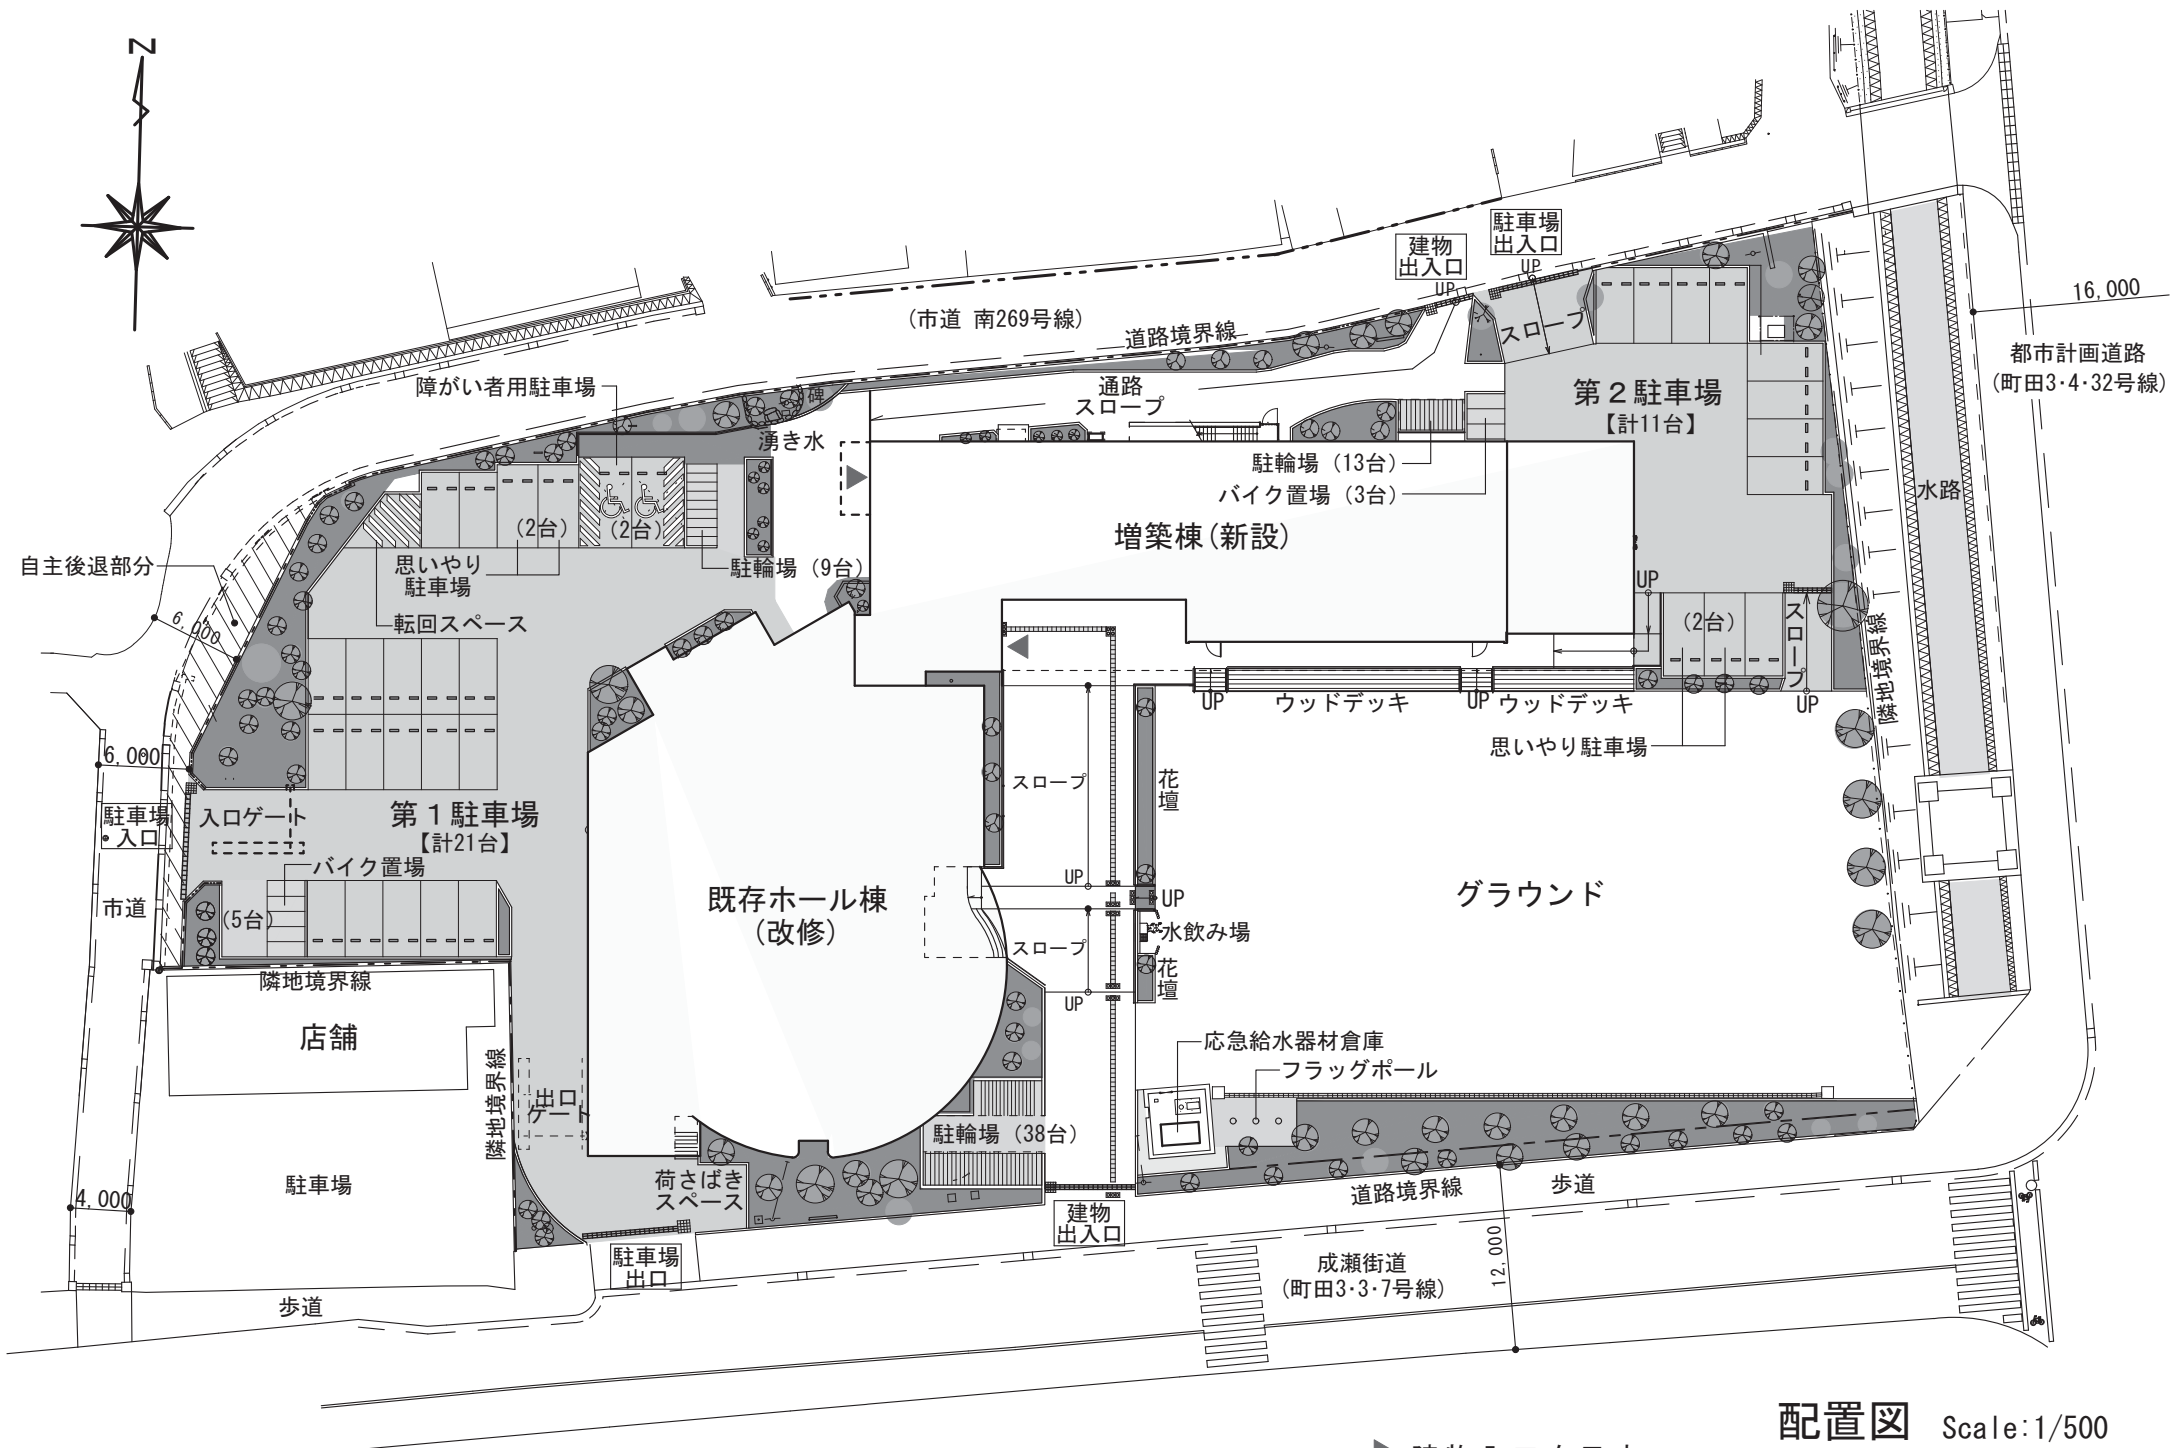 N
建物
出入口
UP
駐車場
出入口
UP
16,000
(市道 南269号線)
道路境界線
スロープ
都市計画道路
(町田3・4・32号線)
障がい者用駐車場
碑
通路
スロープ
第2駐車場
【計11台】
湧き水
駐輪場 (13台)
バイク置場 (3台)
水路
(2台)
(2台)
増築棟(新設)
自主後退部分
思いやり
駐車場
駐輪場 (9台)
UP
6,000
転回スペース
(2台)
スロープ
隣地境界線
UP
ウッドデッキ
UP
ウッドデッキ
UP
思いやり駐車場
6,000
スロープ
花壇
駐車場
入口
入口ゲート
第1駐車場
【計21台】
バイク置場
UP
既存ホール棟
(改修)
UP
グラウンド
市道
(5台)
スロープ
水飲み場
花壇
隣地境界線
UP
店舗
応急給水器材倉庫
フラッグポール
隣地境界線
出口
ゲート
駐輪場 (38台)
駐車場
荷さばき
スペース
道路境界線
歩道
4,000
建物
出入口
駐車場
出口
成瀬街道
(町田3・3・7号線)
12,000
歩道
配置図 Scale:1/500